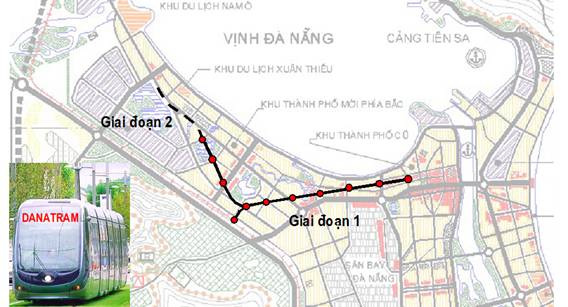 KHU DU LỊCH NAM Ô
VỊNH ĐÀ NẴNG
CẢNG TIÊN SA
KHU DU LỊCH XUÂN THIỀU
Giai đoạn 2
KHU THÀNH PHỐ MỚI PHÍA BẮC
KHU THÀNH PHỐ CŨ
DANATRAM
Giai đoạn 1
SÂN BAY
ĐÀ NẴNG